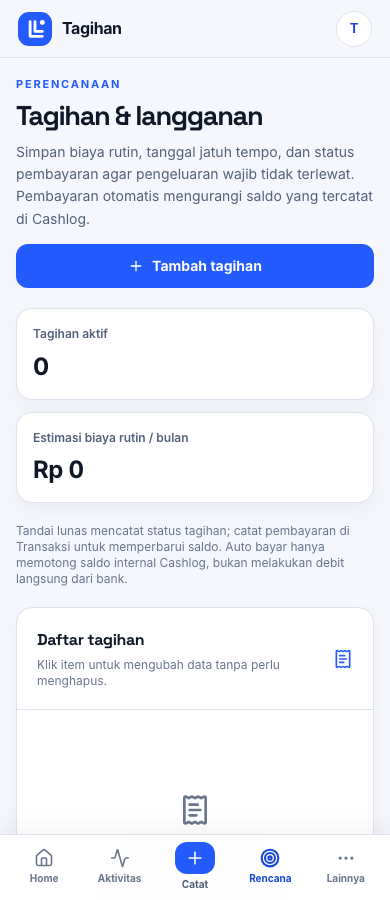 Tagihan
T
PERENCANAAN
Tagihan & langganan
Simpan biaya rutin, tanggal jatuh tempo, dan status
pembayaran agar pengeluaran wajib tidak terlewat.
Pembayaran otomatis mengurangi saldo yang tercatat
di Cashlog.
Tambah tagihan
Tagihan aktif
0
Estimasi biaya rutin / bulan
Rp 0
Tandai lunas mencatat status tagihan; catat pembayaran di
Transaksi untuk memperbarui saldo. Auto bayar hanya
memotong saldo internal Cashlog, bukan melakukan debit
langsung dari bank.
Daftar tagihan
Klik item untuk mengubah data tanpa perlu
menghapus.
Home
Aktivitas
Catat
Rencana
Lainnya